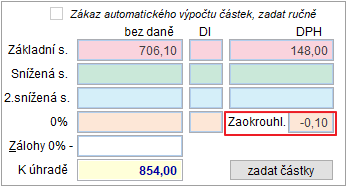 Zákaz automatického výpočtu částek, zadat ručně
bez daně DI DPH
Základní s. 706,10 148,00
Snížená s.
2.snížená s.
0% Zaokrouhl. -0,10
Zálohy 0% -
K úhradě 854,00 zadat částky